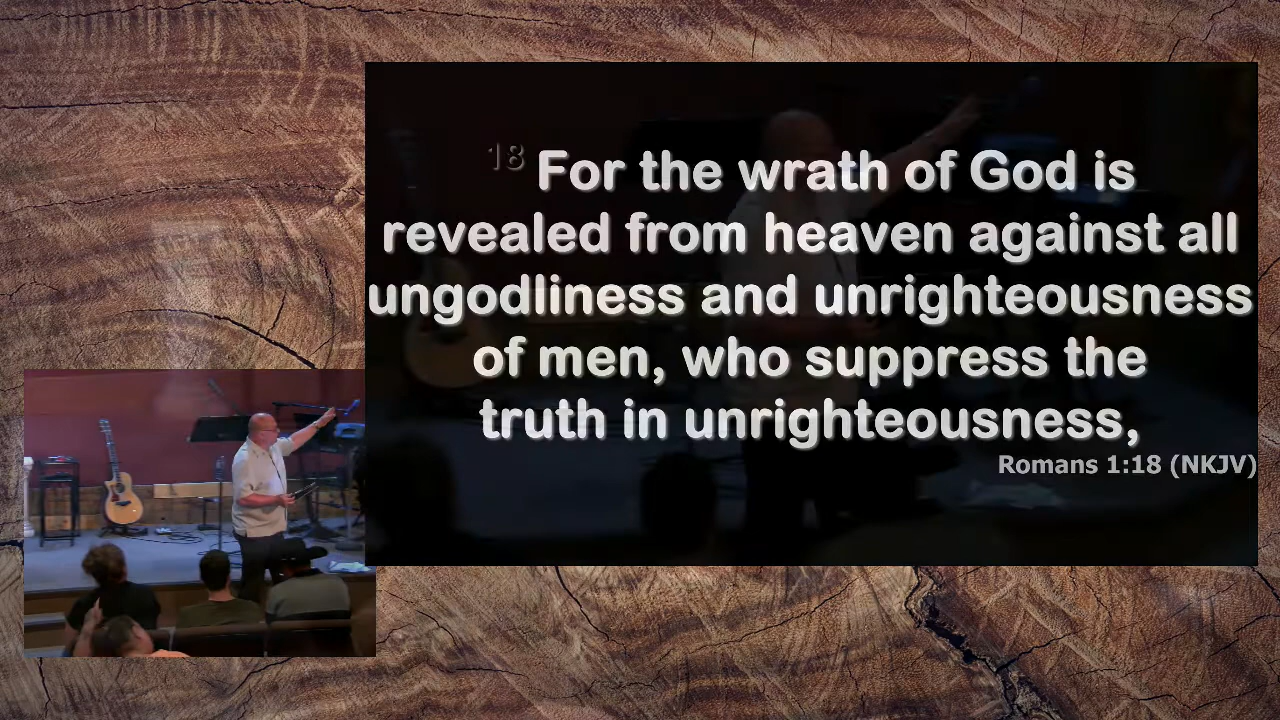 18 For the wrath of God is
revealed from heaven against all
ungodliness and unrighteousness
of men, who suppress the
truth in unrighteousness,
Romans 1:18 (NKJV)